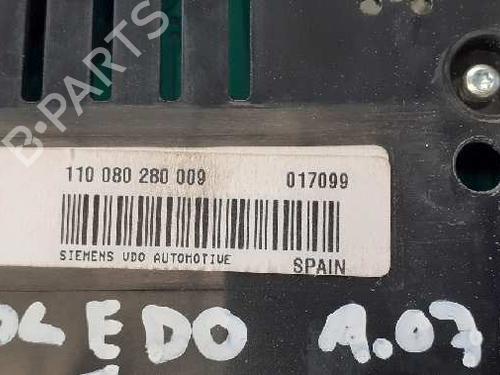 B-PARTS
110 080 280 009 017099
SIEMENS VDO AUTOMOTIVE
SPAIN
OLEDO A.07